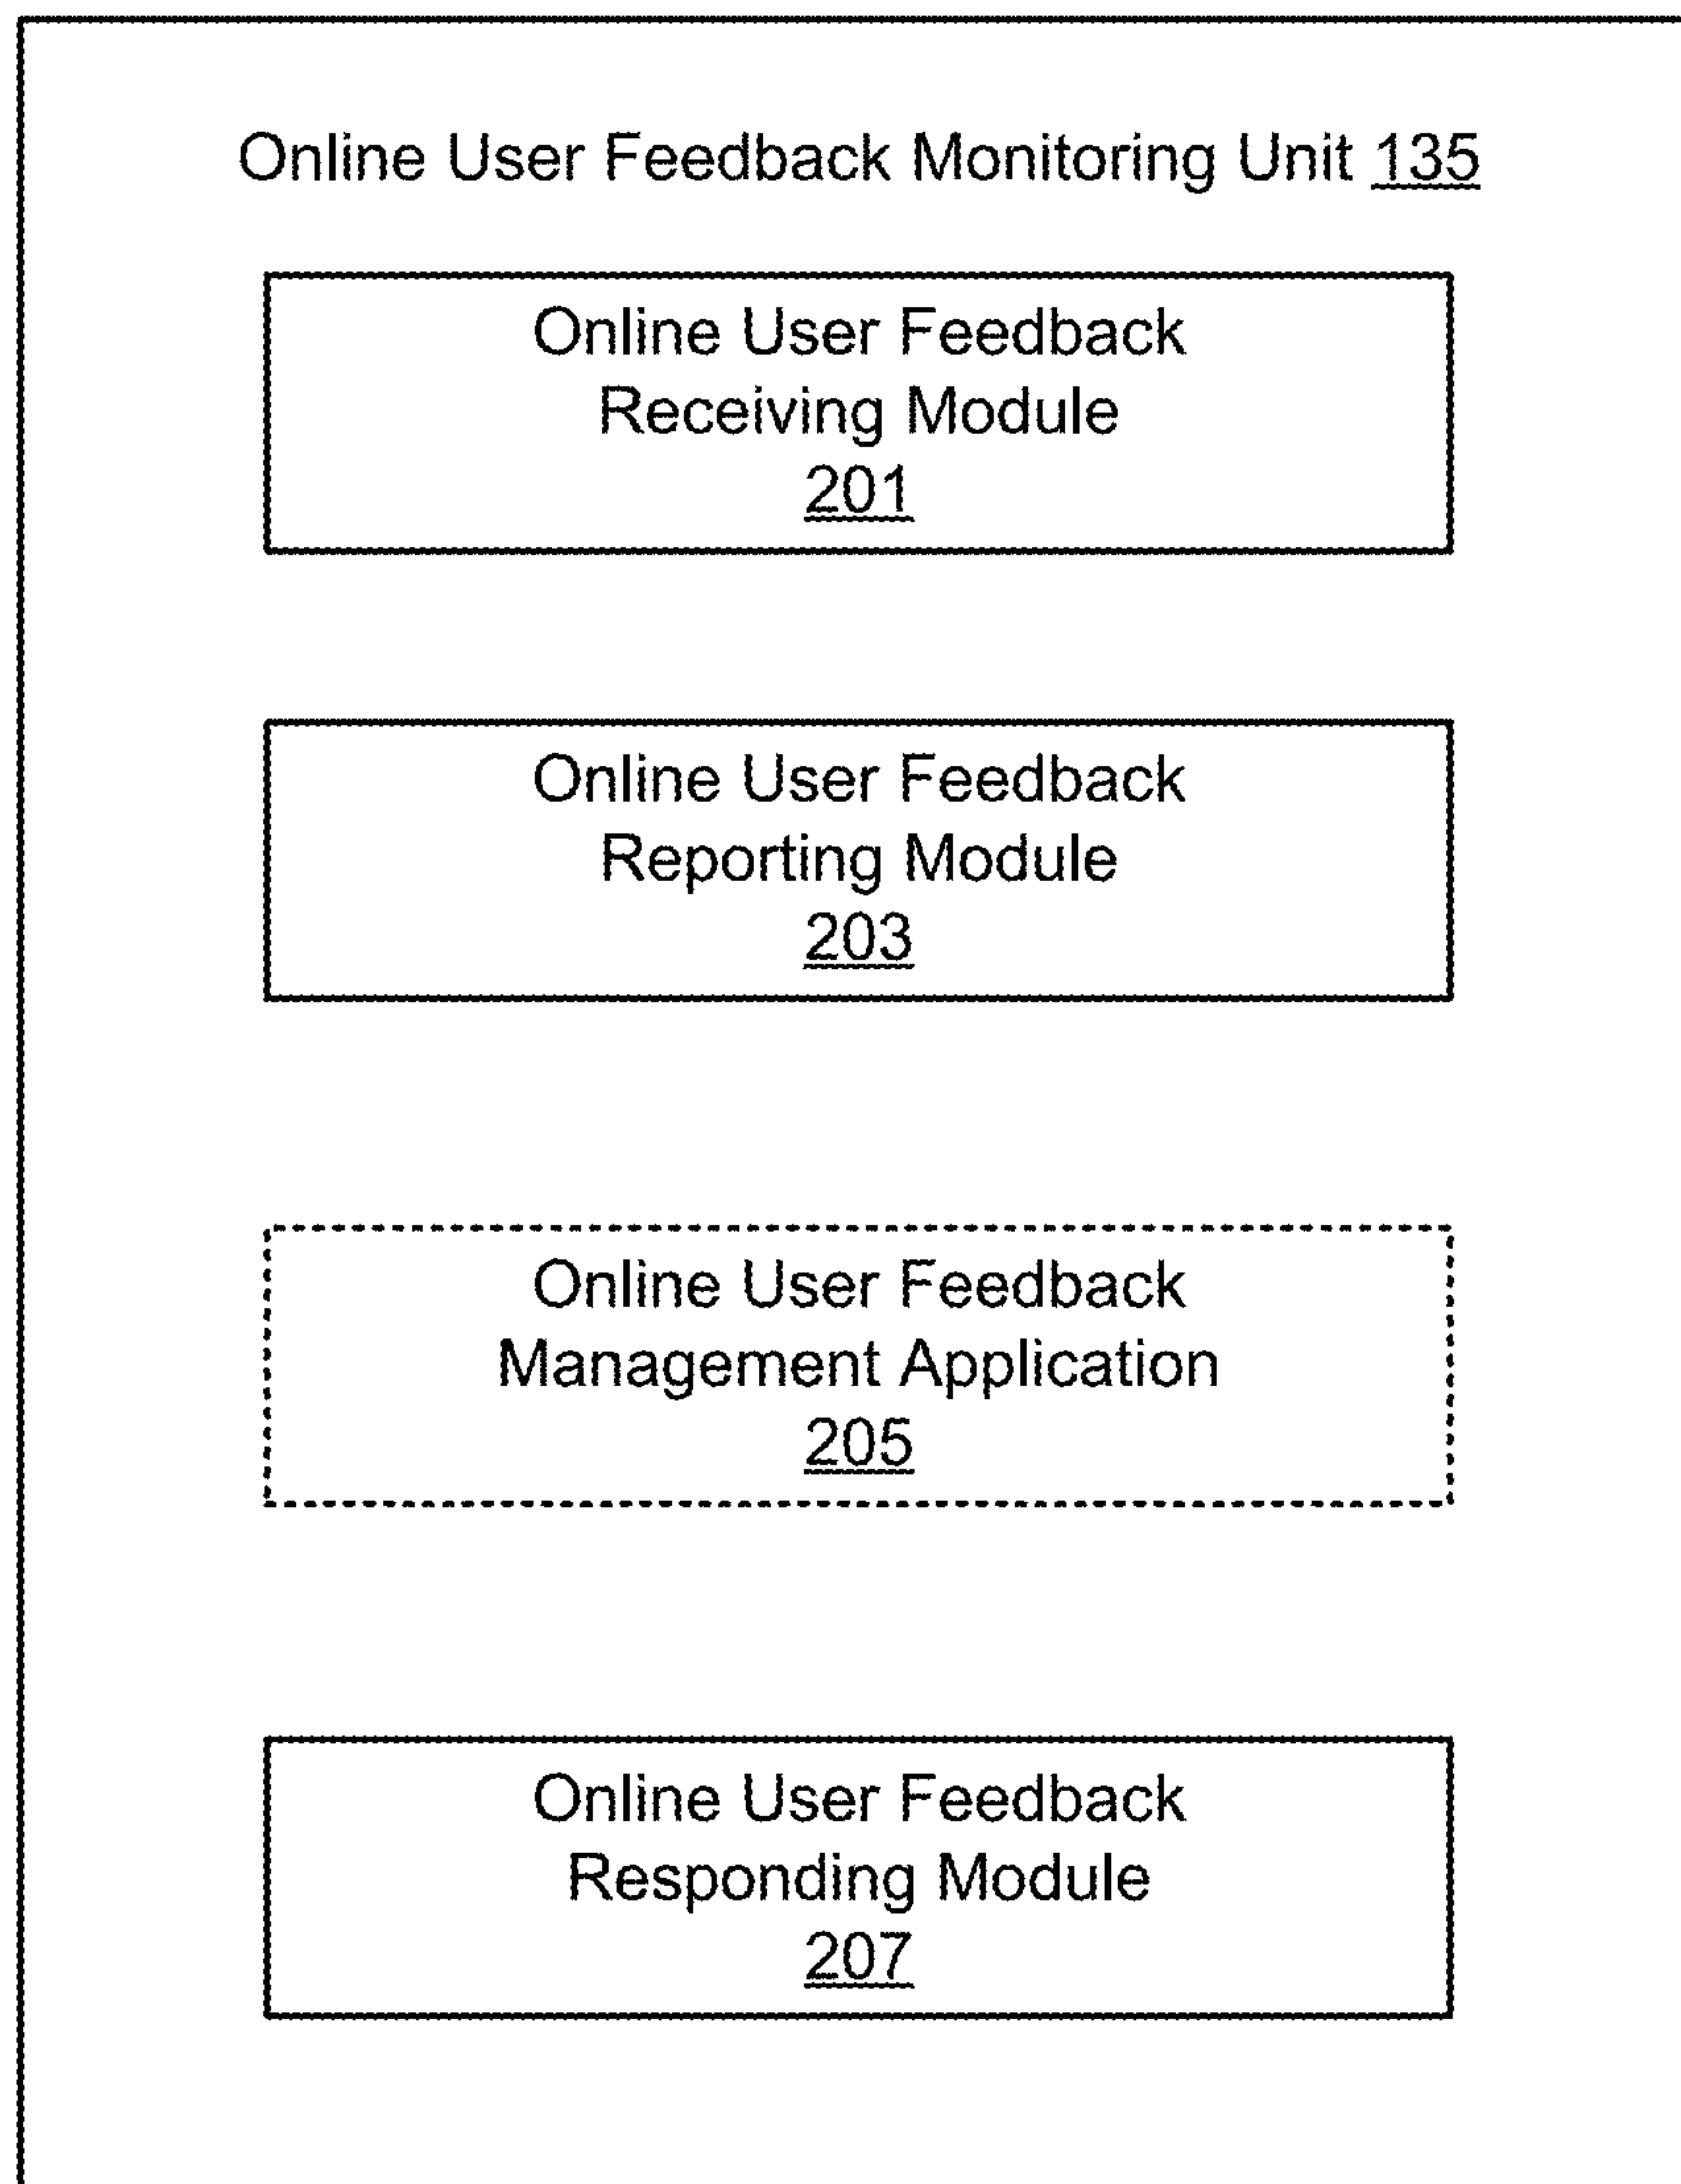 Online User Feedback Monitoring Unit 135
Online User Feedback
Receiving Module
201
Online User Feedback
Reporting Module
203
Online User Feedback
Management Application
205
Online User Feedback
Responding Module
207